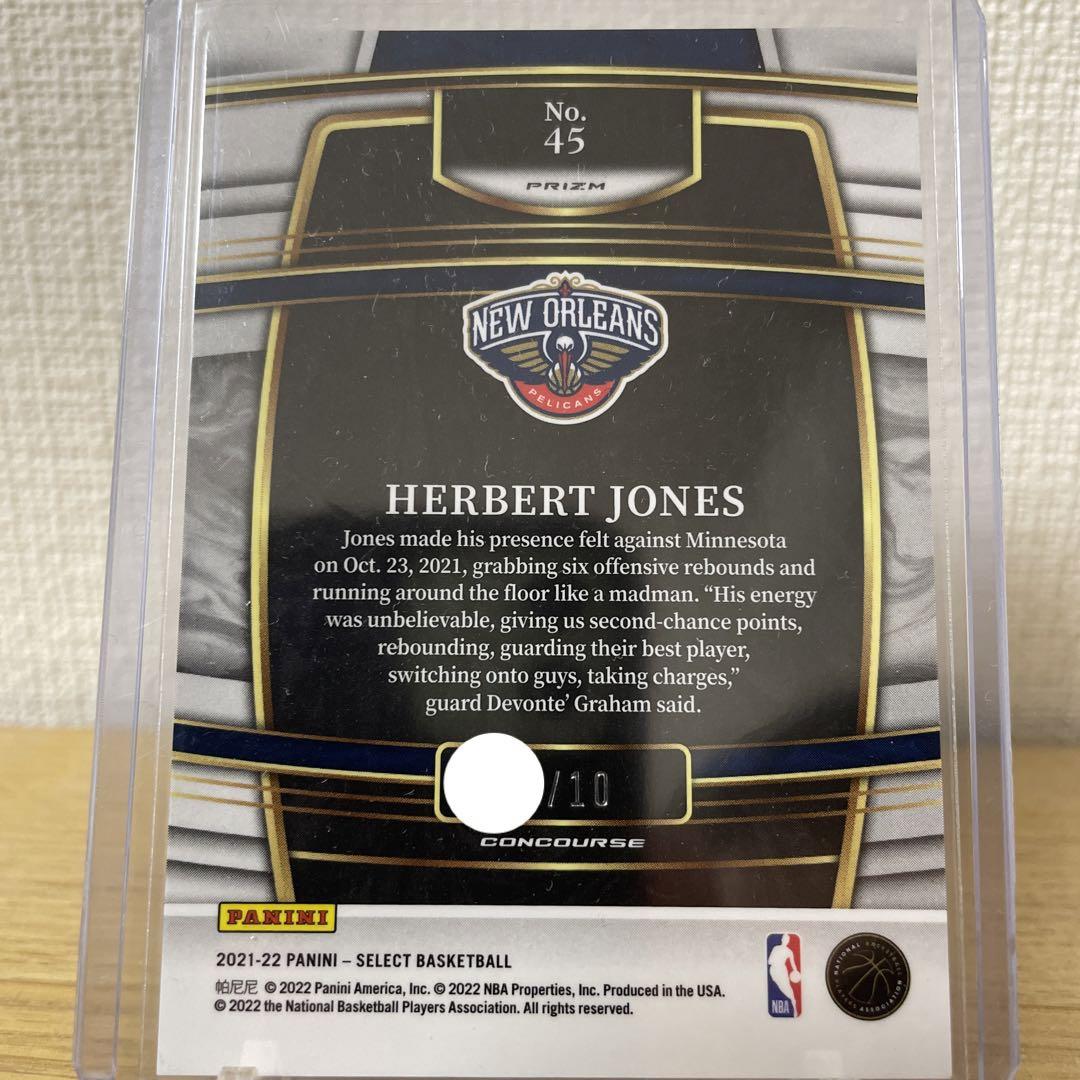 No.
45
PRIZM
NEW ORLEANS
PELICANS
HERBERT JONES
Jones made his presence felt against Minnesota
on Oct. 23, 2021, grabbing six offensive rebounds and
running around the floor like a madman. “His energy
was unbelievable, giving us second-chance points,
rebounding, guarding their best player,
switching onto guys, taking charges,”
guard Devonte’ Graham said.
/10
CONCOURSE
PANINI
2021-22 PANINI – SELECT BASKETBALL
帕尼尼 © 2022 Panini America, Inc. © 2022 NBA Properties, Inc. Produced in the USA.
© 2022 the National Basketball Players Association. All rights reserved.
NBA
NATIONAL BASKETBALL
PLAYERS ASSOCIATION